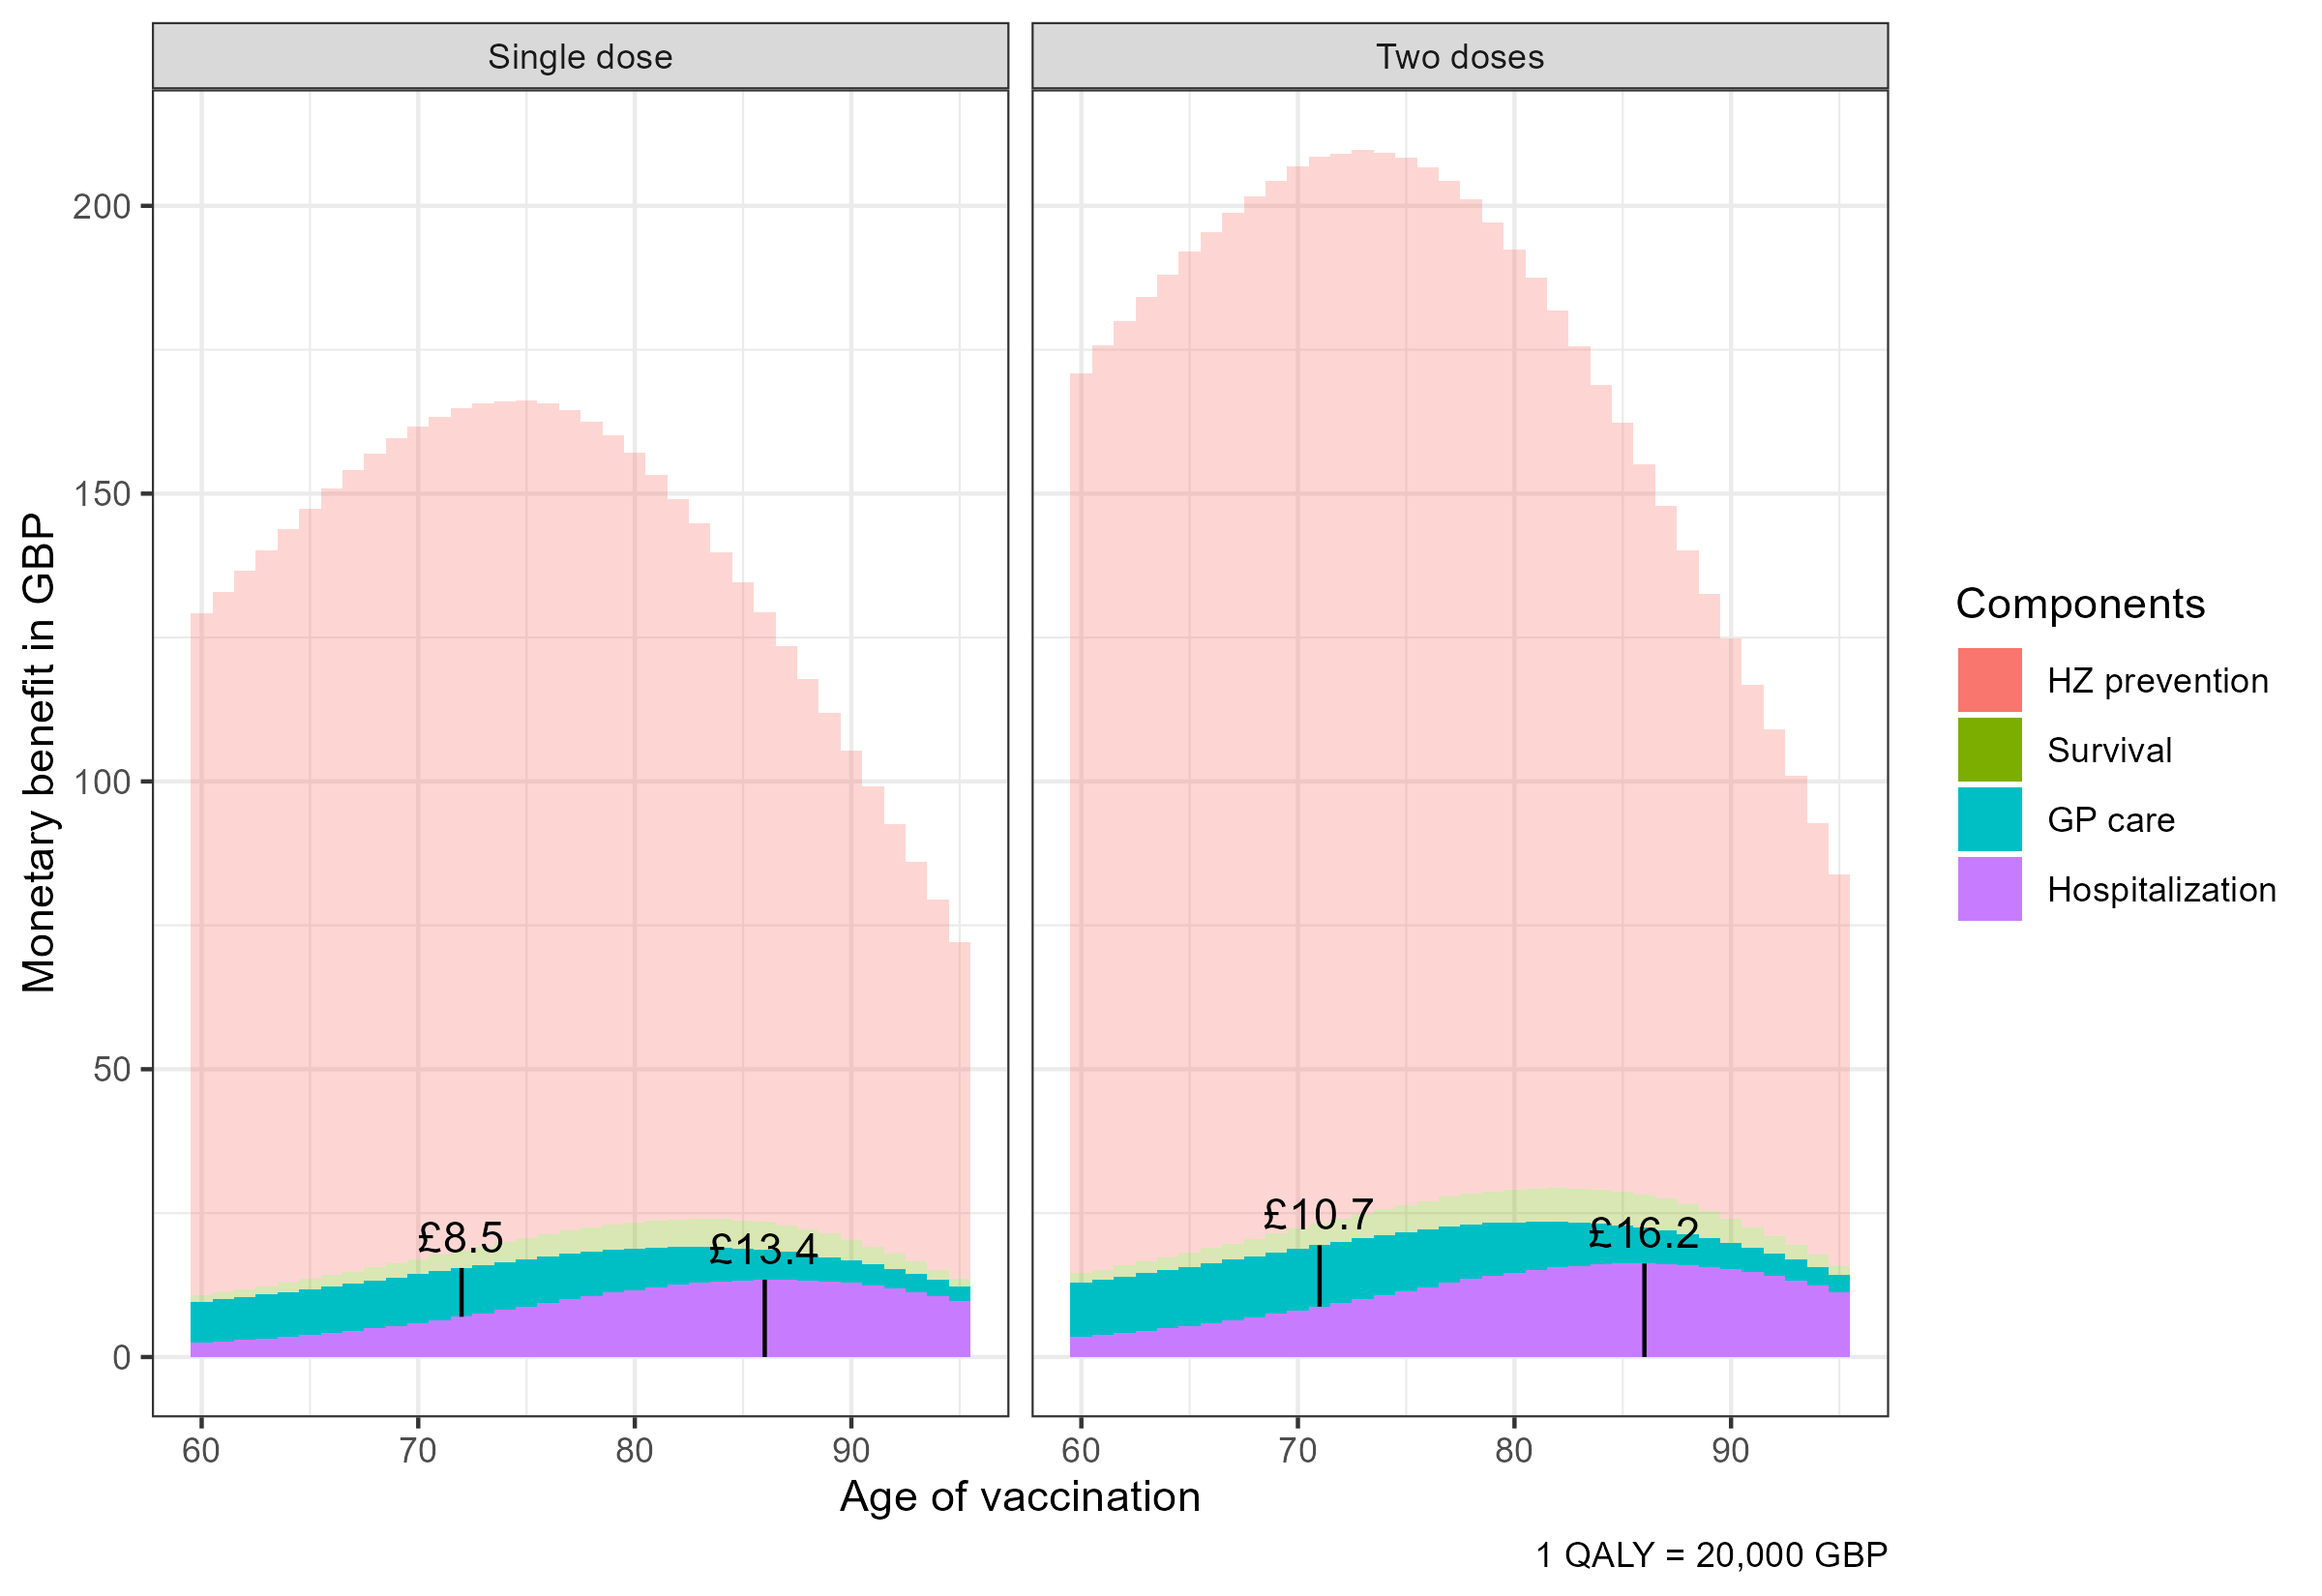 Single dose
Two doses
Monetary benefit in GBP
200
150
100
50
0
£8.5
£13.4
£10.7
£16.2
60
70
80
90
60
70
80
90
Age of vaccination
1 QALY = 20,000 GBP
Components
HZ prevention
Survival
GP care
Hospitalization